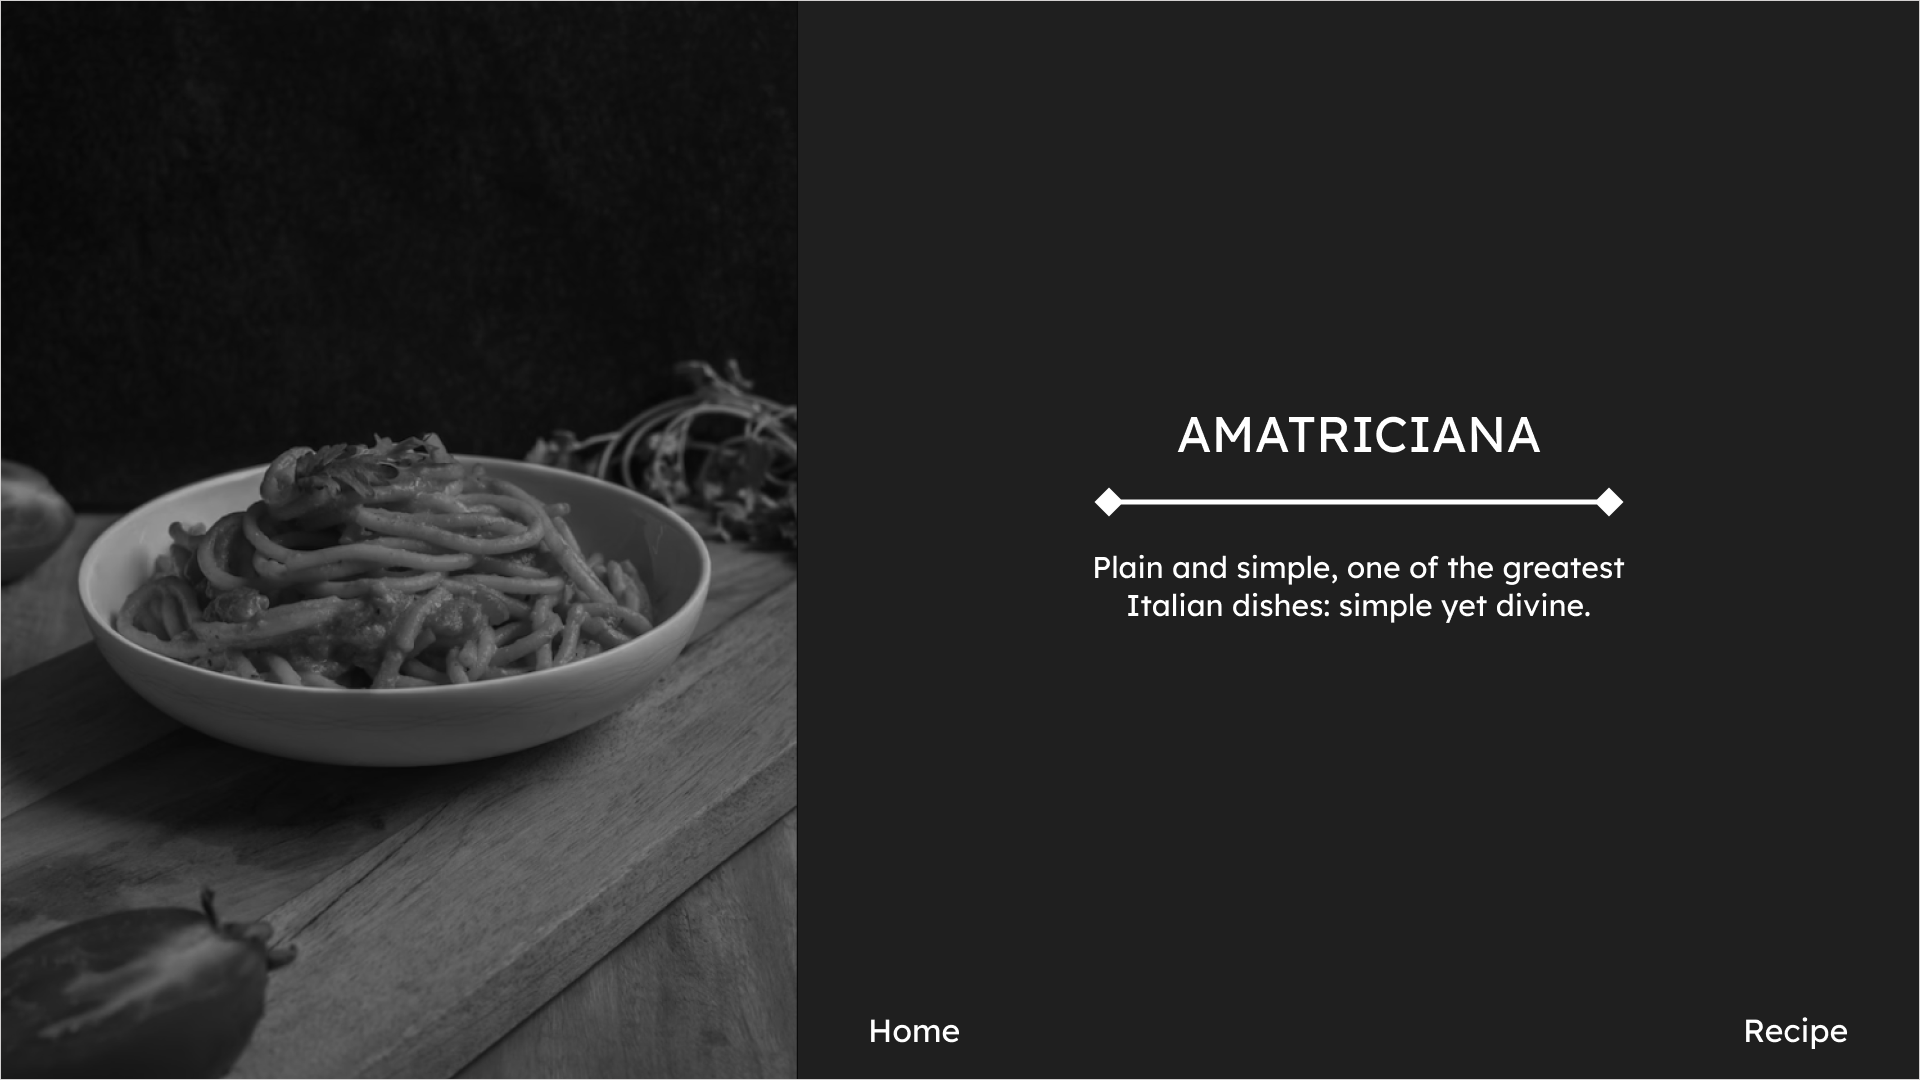 AMATRICIANA
Plain and simple, one of the greatest
Italian dishes: simple yet divine.
Home
Recipe